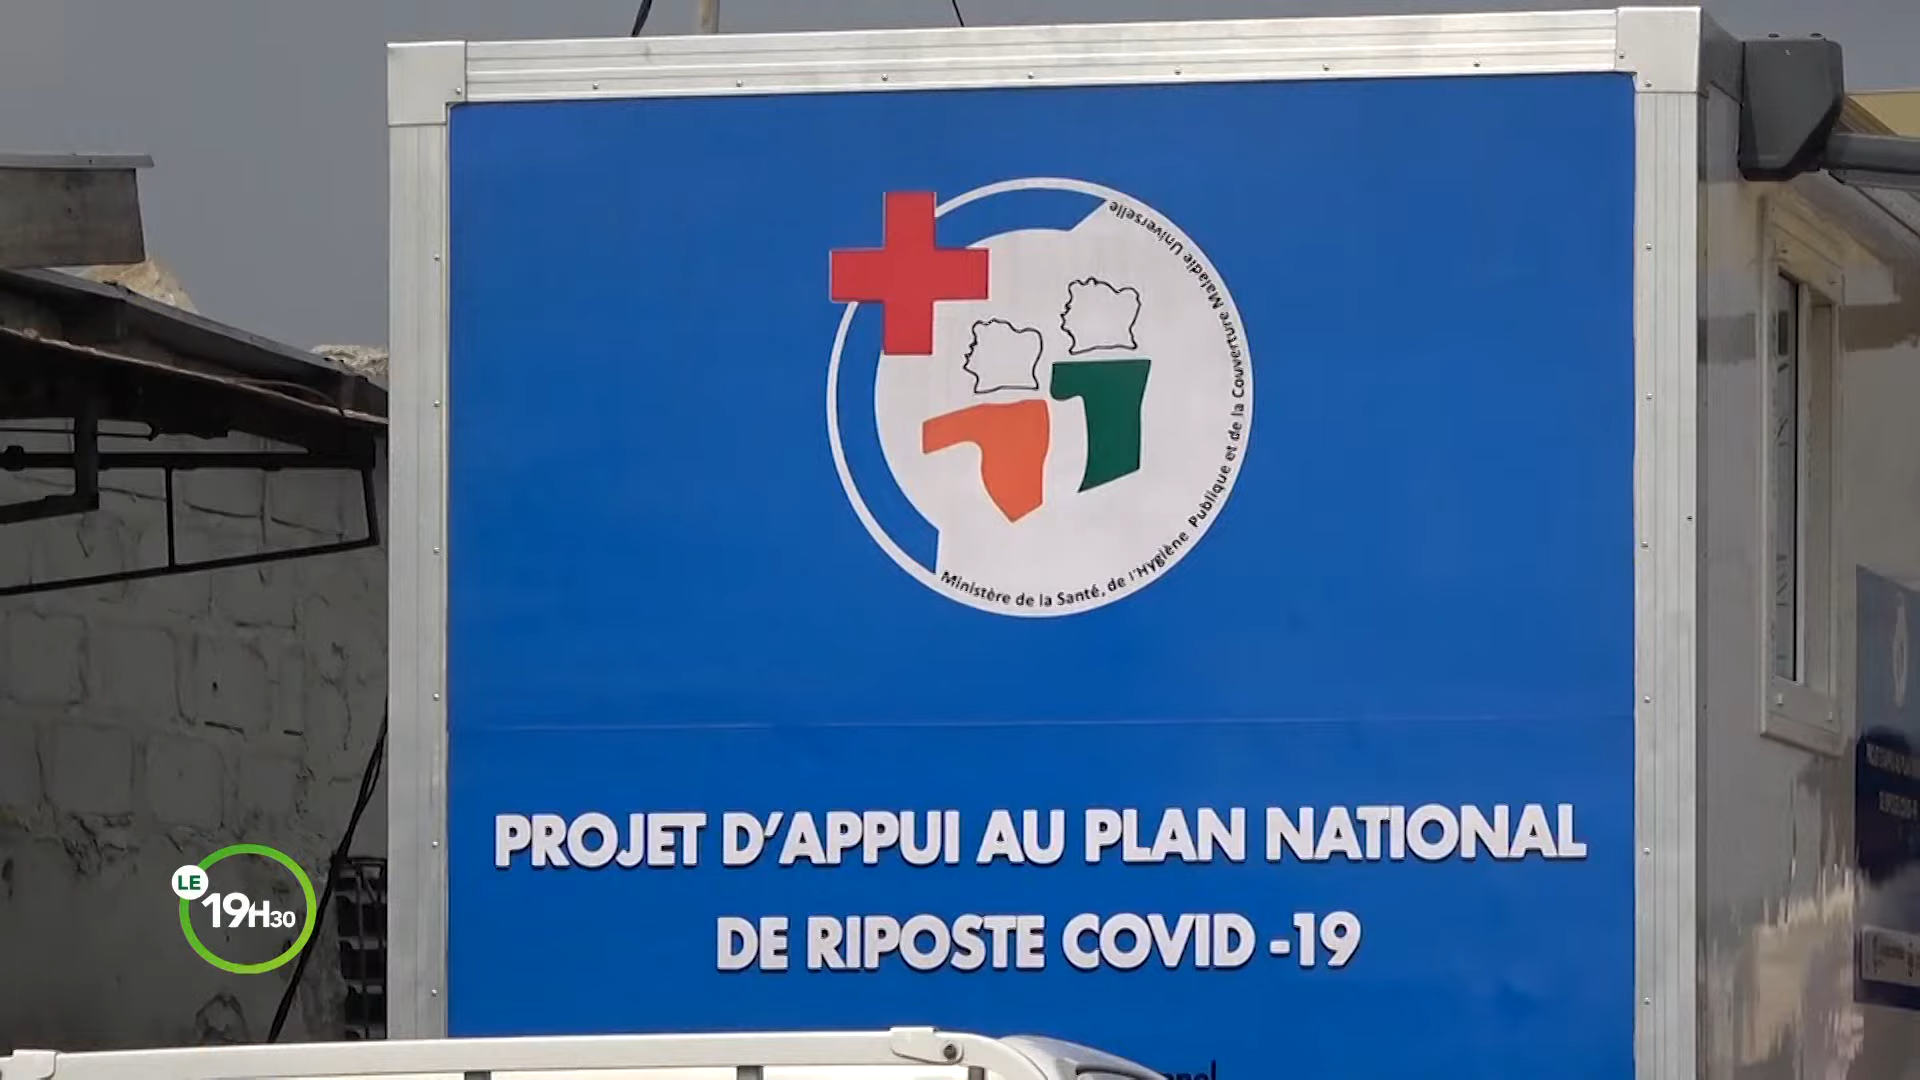 Ministère de la Santé, de l'Hygiène Publique et de la Couverture Maladie Universelle
PROJET D'APPUI AU PLAN NATIONAL
DE RIPOSTE COVID -19
LE
19H30